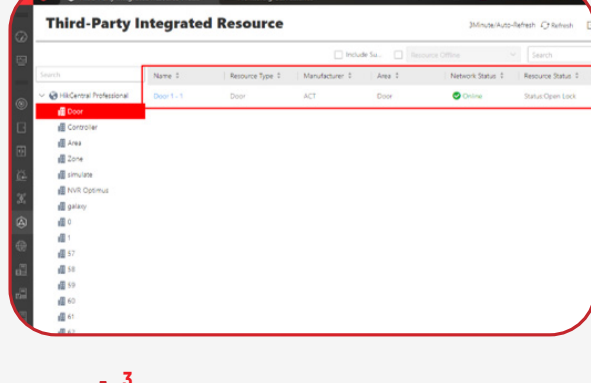 Third-Party Integrated Resource
3Minute/Auto-Refresh Refresh
Include Su... Resource Offline Search
Search
Name Resource Type Manufacturer Area Network Status Resource Status
HikCentral Professional
Door 1 - 1 Door ACT Door Online Status:Open Lock
Door
Controller
Area
Zone
simulate
NVR Optimus
galaxy
0
1
57
58
59
60
61
62
3